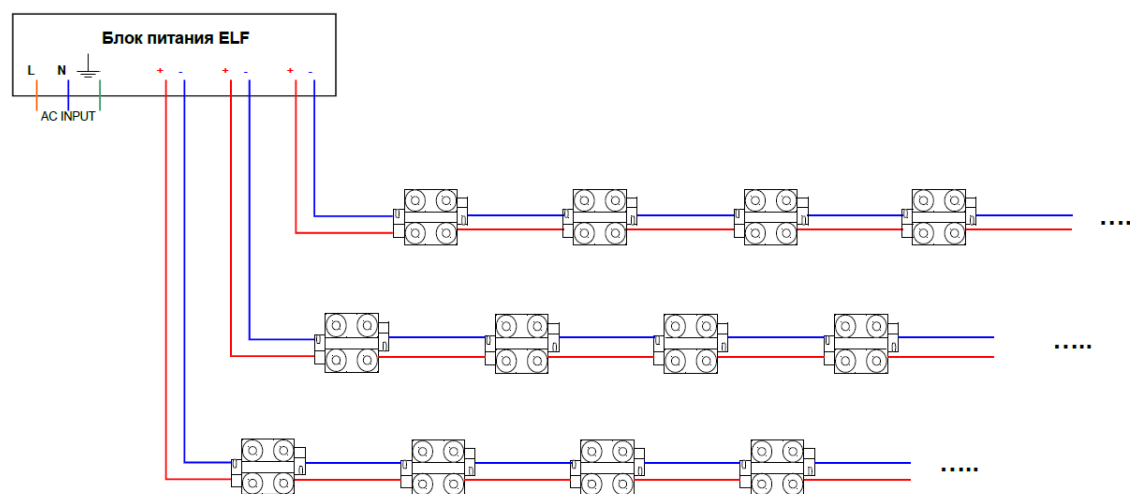 Блок питания ELF
L N + - + - + -
AC INPUT
.....
.....
.....